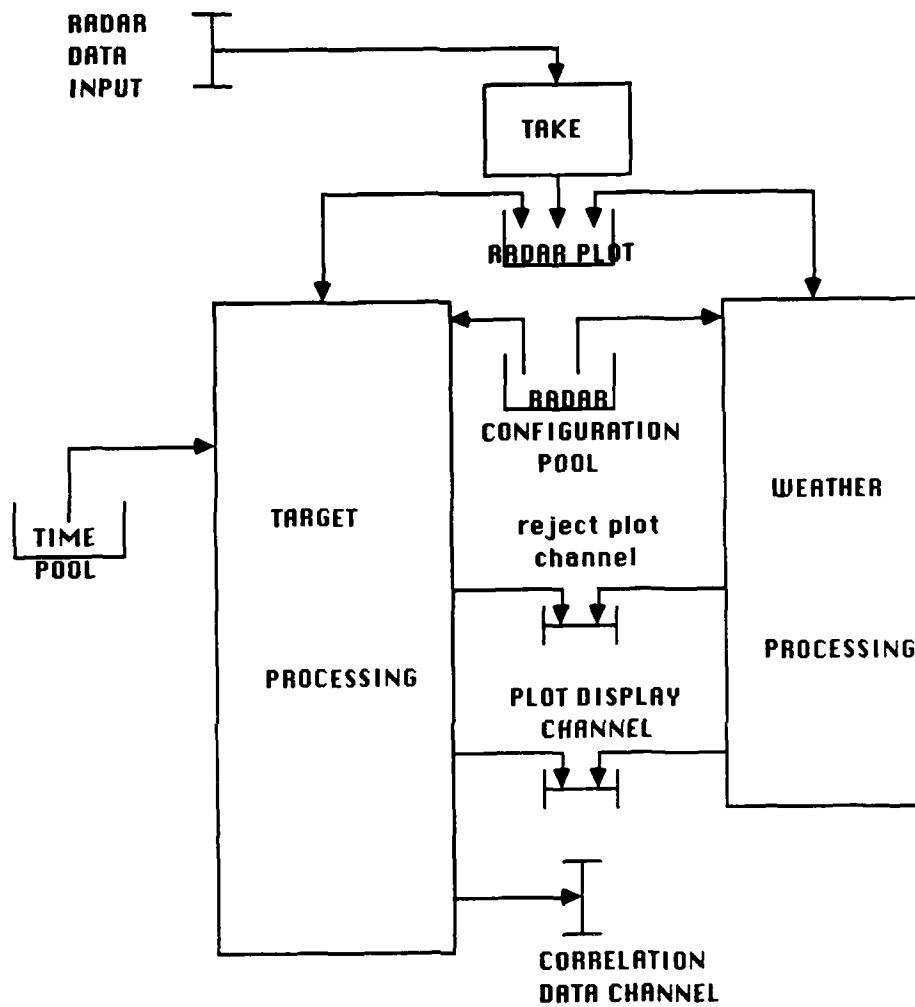 RADAR
DATA
INPUT
TAKE
RADAR PLOT
RADAR
CONFIGURATION
POOL
TIME
POOL
TARGET
PROCESSING
WEATHER
PROCESSING
reject plot
channel
PLOT DISPLAY
CHANNEL
CORRELATION
DATA CHANNEL